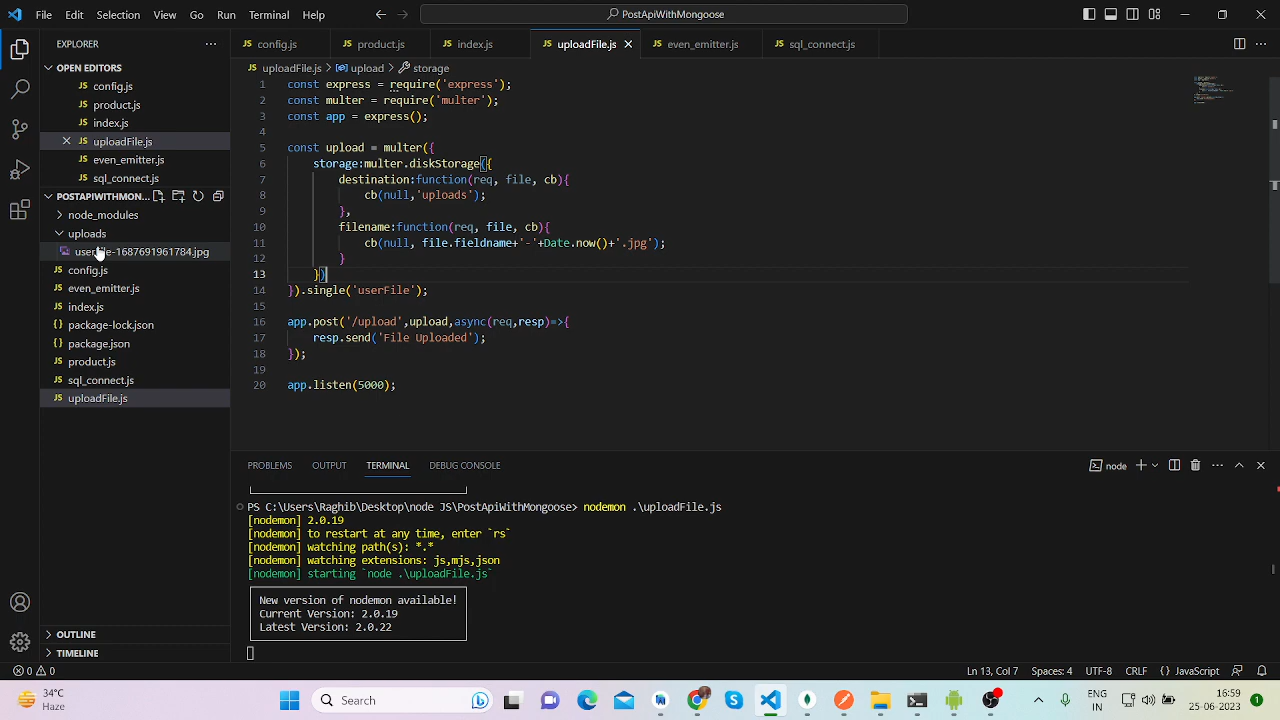 File Edit Selection View Go Run Terminal Help
PostApiWithMongoose
EXPLORER
config.js product.js index.js uploadFile.js even_emitter.js sql_connect.js
OPEN EDITORS
config.js
product.js
index.js
uploadFile.js
even_emitter.js
sql_connect.js
POSTAPIWITHMON...
node_modules
uploads
userFile-1687691961784.jpg
config.js
even_emitter.js
index.js
package-lock.json
package.json
product.js
sql_connect.js
uploadFile.js
OUTLINE
TIMELINE
uploadFile.js > upload > storage
1 const express = require('express');
2 const multer = require('multer');
3 const app = express();
4
5 const upload = multer({
6 storage:multer.diskStorage({
7 destination:function(req, file, cb){
8 cb(null,'uploads');
9 },
10 filename:function(req, file, cb){
11 cb(null, file.fieldname+'-'+Date.now()+'.jpg');
12 }
13 })
14 }).single('userFile');
15
16 app.post('/upload',upload,async(req,resp)=>{
17 resp.send('File Uploaded');
18 });
19
20 app.listen(5000);
PROBLEMS OUTPUT TERMINAL DEBUG CONSOLE
node
PS C:\Users\Raghib\Desktop\node JS\PostApiWithMongoose> nodemon .\uploadFile.js
[nodemon] 2.0.19
[nodemon] to restart at any time, enter `rs`
[nodemon] watching path(s): *.*
[nodemon] watching extensions: js,mjs,json
[nodemon] starting `node .\uploadFile.js`
New version of nodemon available!
Current Version: 2.0.19
Latest Version: 2.0.22
0 0
Ln 13, Col 7 Spaces: 4 UTF-8 CRLF {} JavaScript
34°C
Haze
Search
ENG
IN
16:59
25-06-2023
1